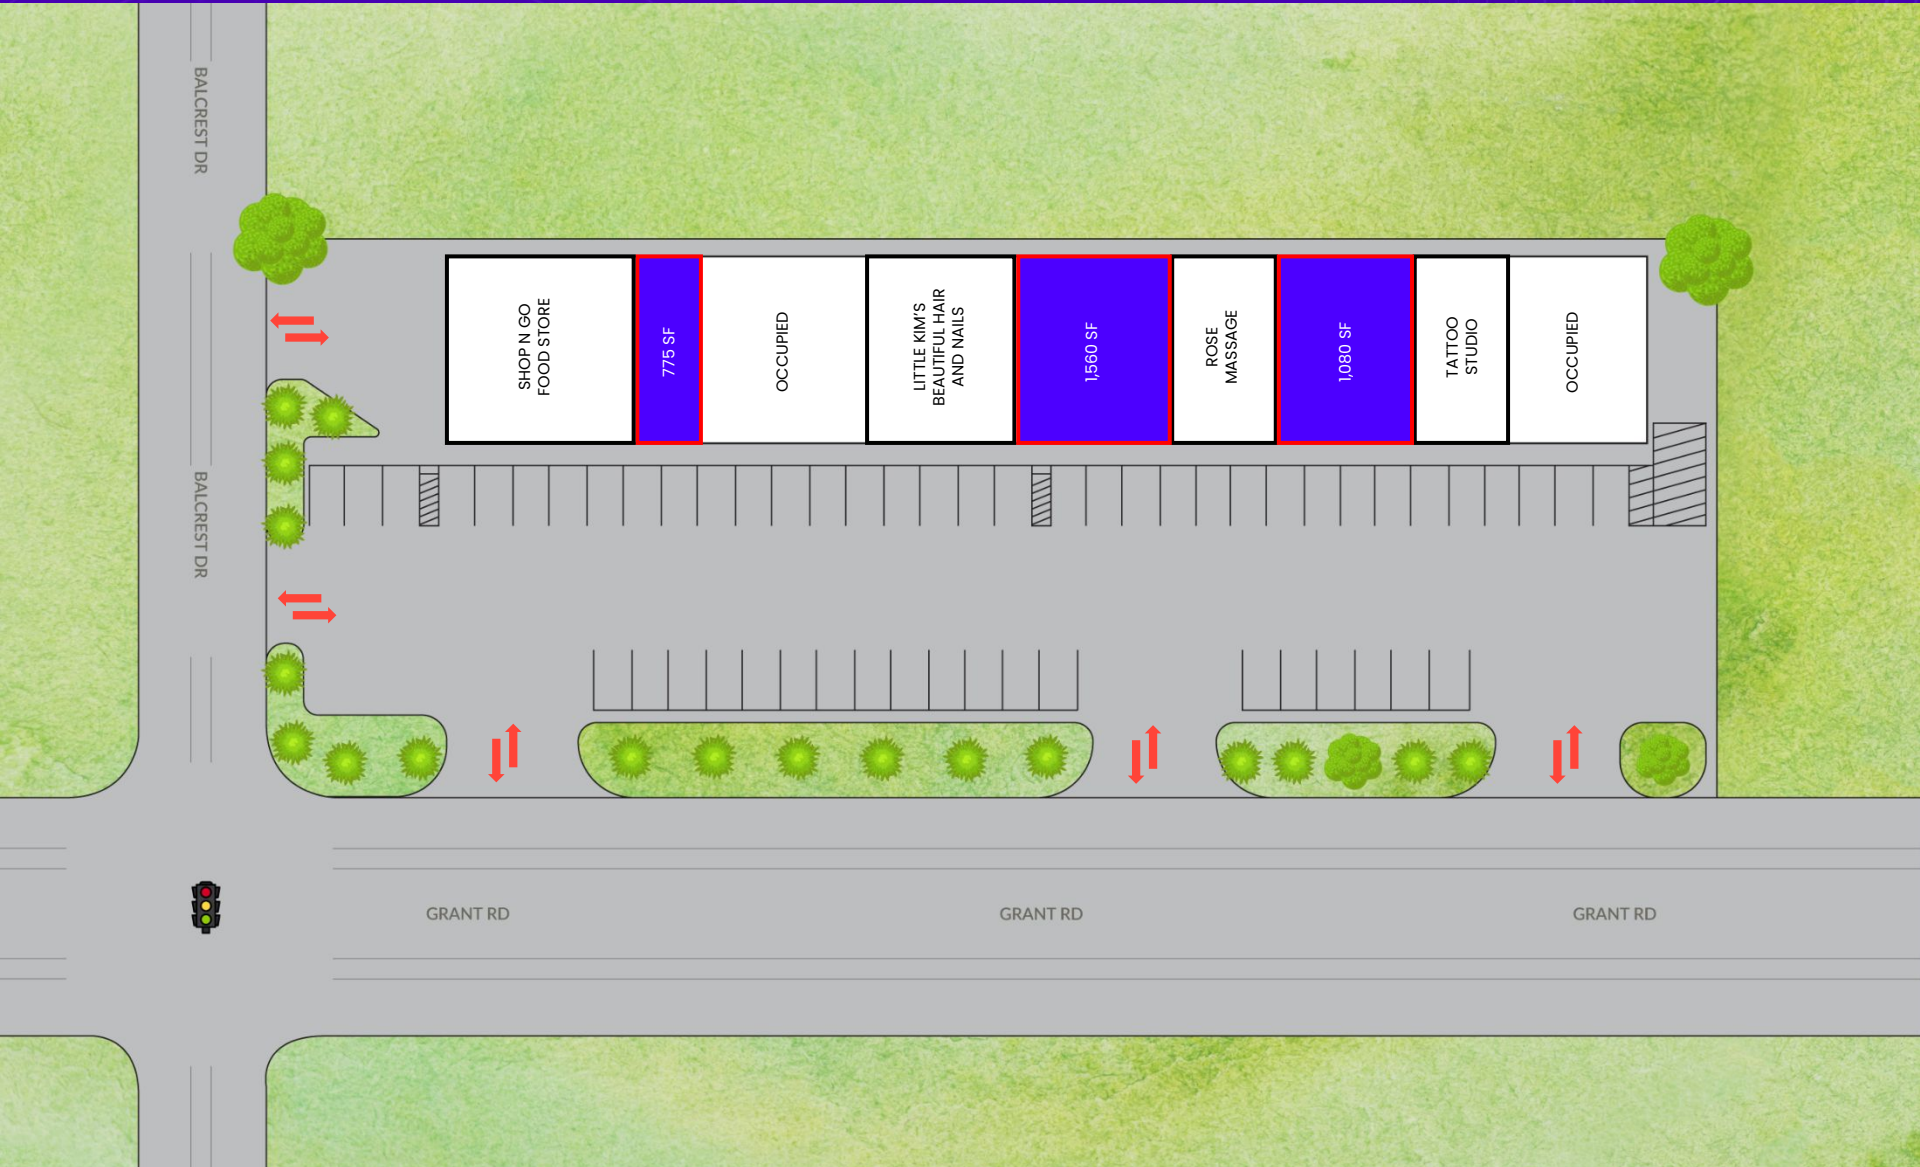 BALCREST DR
SHOP N GO
FOOD STORE
775 SF
OCCUPIED
LITTLE KIM'S
BEAUTIFUL HAIR
AND NAILS
1,560 SF
ROSE
MASSAGE
1,080 SF
TATTOO
STUDIO
OCCUPIED
BALCREST DR
GRANT RD
GRANT RD
GRANT RD